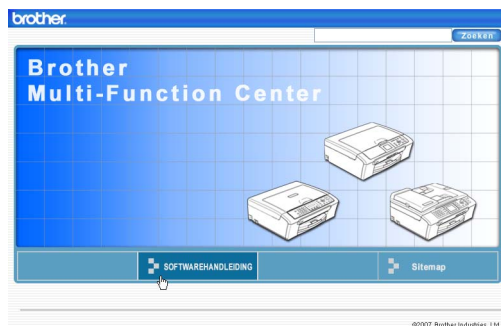 brother
Zoeken
Brother
Multi-Function Center
SOFTWAREHANDLEIDING
Sitemap
©2007 Brother Industries, Ltd.